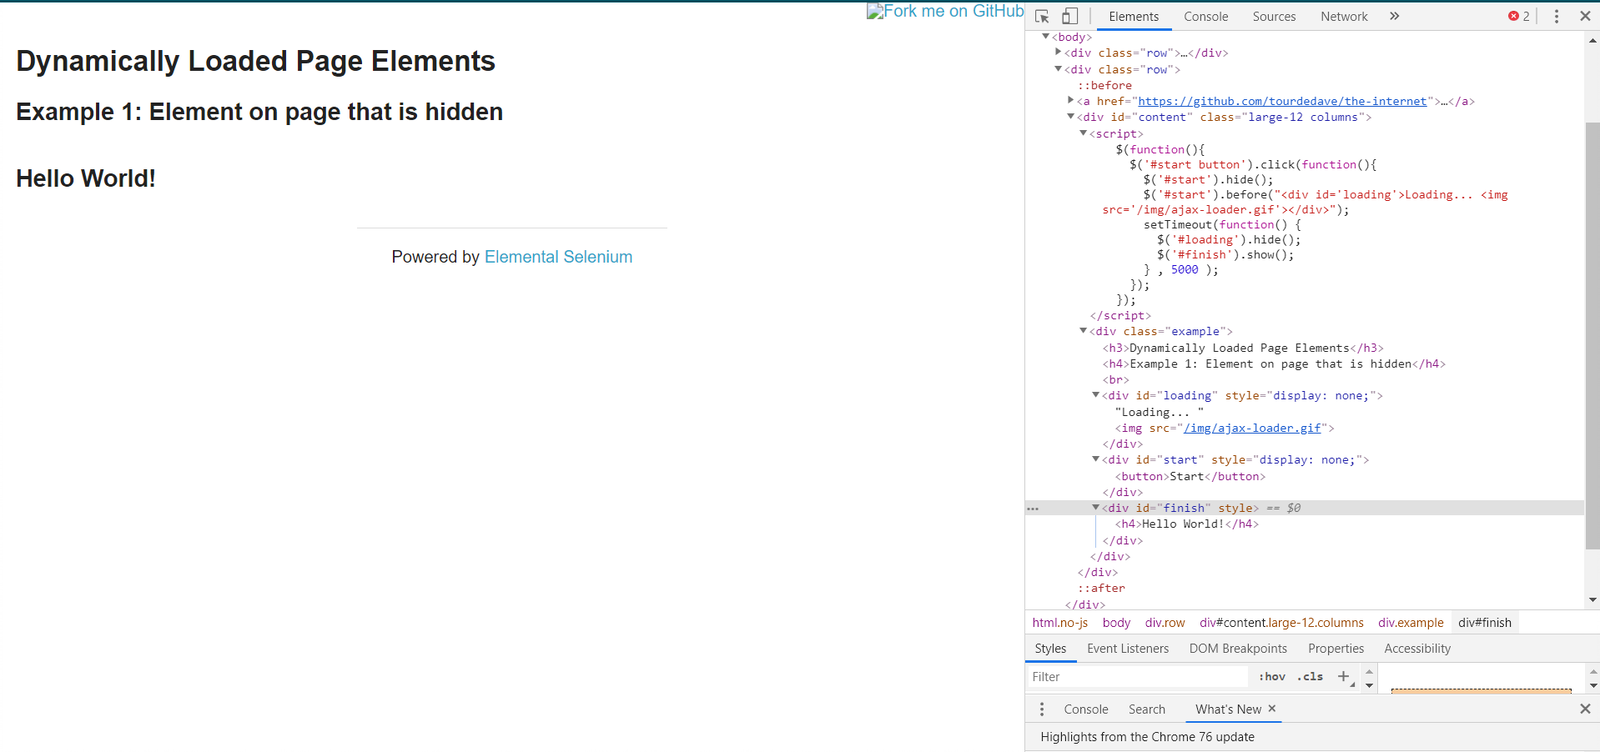 Fork me on GitHub
Dynamically Loaded Page Elements
Example 1: Element on page that is hidden
Hello World!
Powered by Elemental Selenium
Elements Console Sources Network » 2
<body>
<div class="row">…</div>
<div class="row">
::before
<a href="https://github.com/tourdedave/the-internet">…</a>
<div id="content" class="large-12 columns">
<script>
$(function(){
$('#start button').click(function(){
$('#start').hide();
$('#start').before("<div id='loading'>Loading... <img
src='/img/ajax-loader.gif'></div>");
setTimeout(function() {
$('#loading').hide();
$('#finish').show();
} , 5000 );
});
});
</script>
<div class="example">
<h3>Dynamically Loaded Page Elements</h3>
<h4>Example 1: Element on page that is hidden</h4>
<br>
<div id="loading" style="display: none;">
"Loading... "
<img src="/img/ajax-loader.gif">
</div>
<div id="start" style="display: none;">
<button>Start</button>
</div>
… <div id="finish" style> == $0
<h4>Hello World!</h4>
</div>
</div>
</div>
::after
</div>
html.no-js body div.row div#content.large-12.columns div.example div#finish
Styles Event Listeners DOM Breakpoints Properties Accessibility
Filter :hov .cls +
Console Search What's New ×
Highlights from the Chrome 76 update